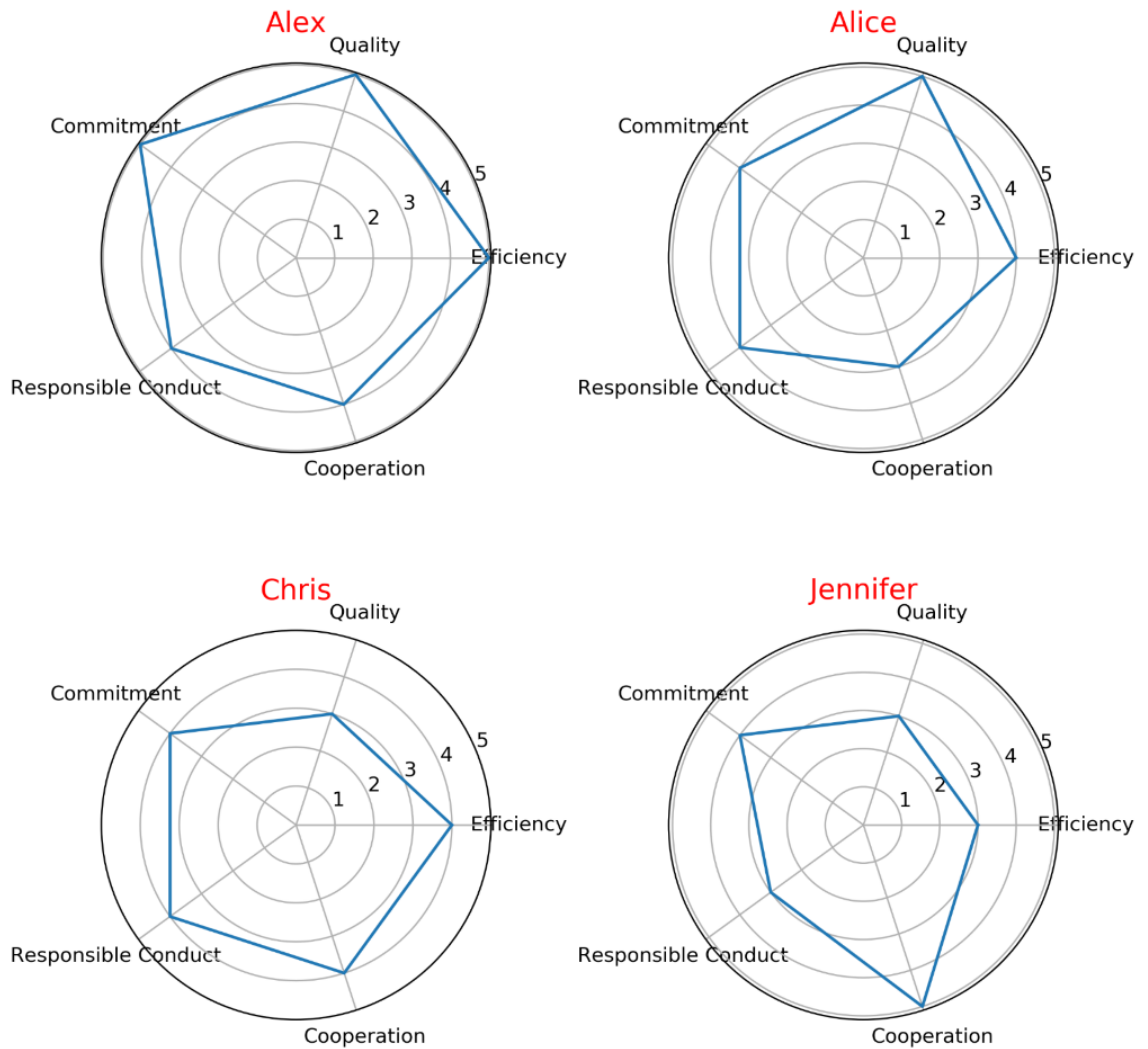 Alex
Quality
Commitment
5
4
3
2
1
Efficiency
Responsible Conduct
Cooperation
Alice
Quality
Commitment
5
4
3
2
1
Efficiency
Responsible Conduct
Cooperation
Chris
Quality
Commitment
5
4
3
2
1
Efficiency
Responsible Conduct
Cooperation
Jennifer
Quality
Commitment
5
4
3
2
1
Efficiency
Responsible Conduct
Cooperation